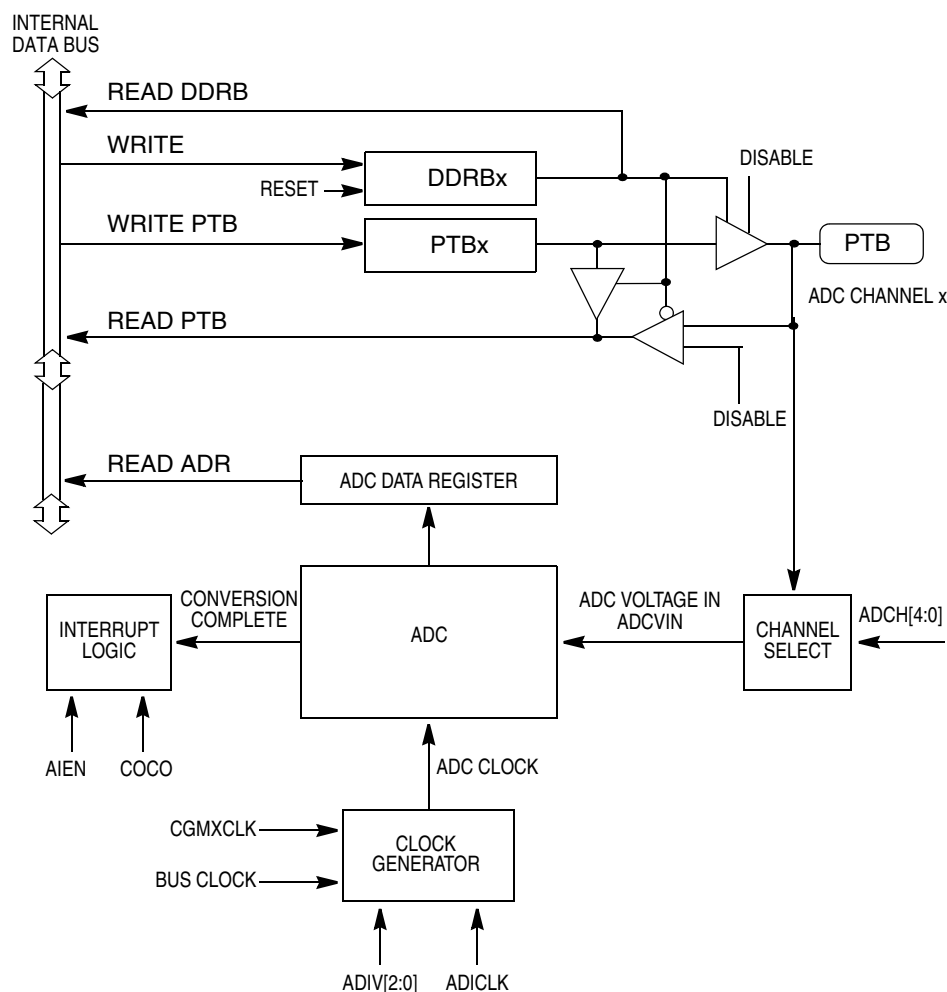 INTERNAL
DATA BUS
READ DDRB
WRITE
DISABLE
RESET
DDRBx
WRITE PTB
PTBx
PTB
ADC CHANNEL x
READ PTB
DISABLE
READ ADR
ADC DATA REGISTER
CONVERSION
COMPLETE
INTERRUPT
LOGIC
ADC
ADC VOLTAGE IN
ADCVIN
CHANNEL
SELECT
ADCH[4:0]
AIEN
COCO
ADC CLOCK
CGMXCLK
CLOCK
GENERATOR
BUS CLOCK
ADIV[2:0]
ADICLK